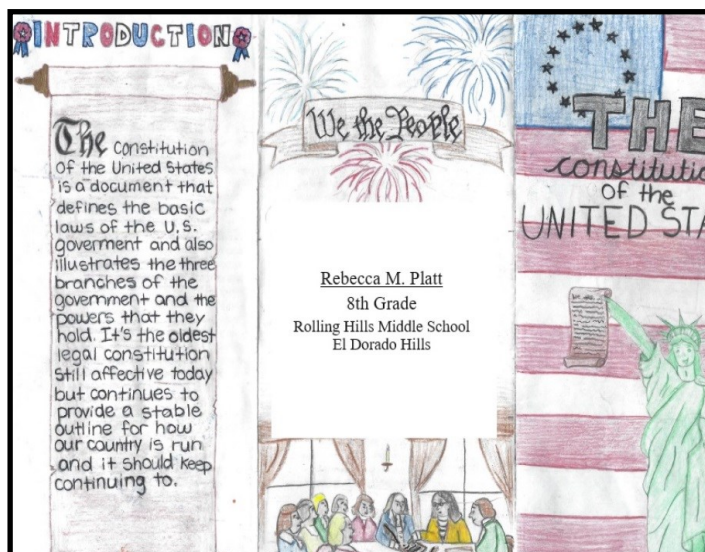 INTRODUCTION
The constitution
of the United States
is a document that
defines the basic
laws of the U.S.
goverment and also
illustrates the three
branches of the
government and the
powers that they
hold. It's the oldest
legal constitution
still affective today
but continues to
provide a stable
outline for how
our country is run
and it should keep
continuing to.
We the People
Rebecca M. Platt
8th Grade
Rolling Hills Middle School
El Dorado Hills
THE
constitutio
of the
UNITED STA